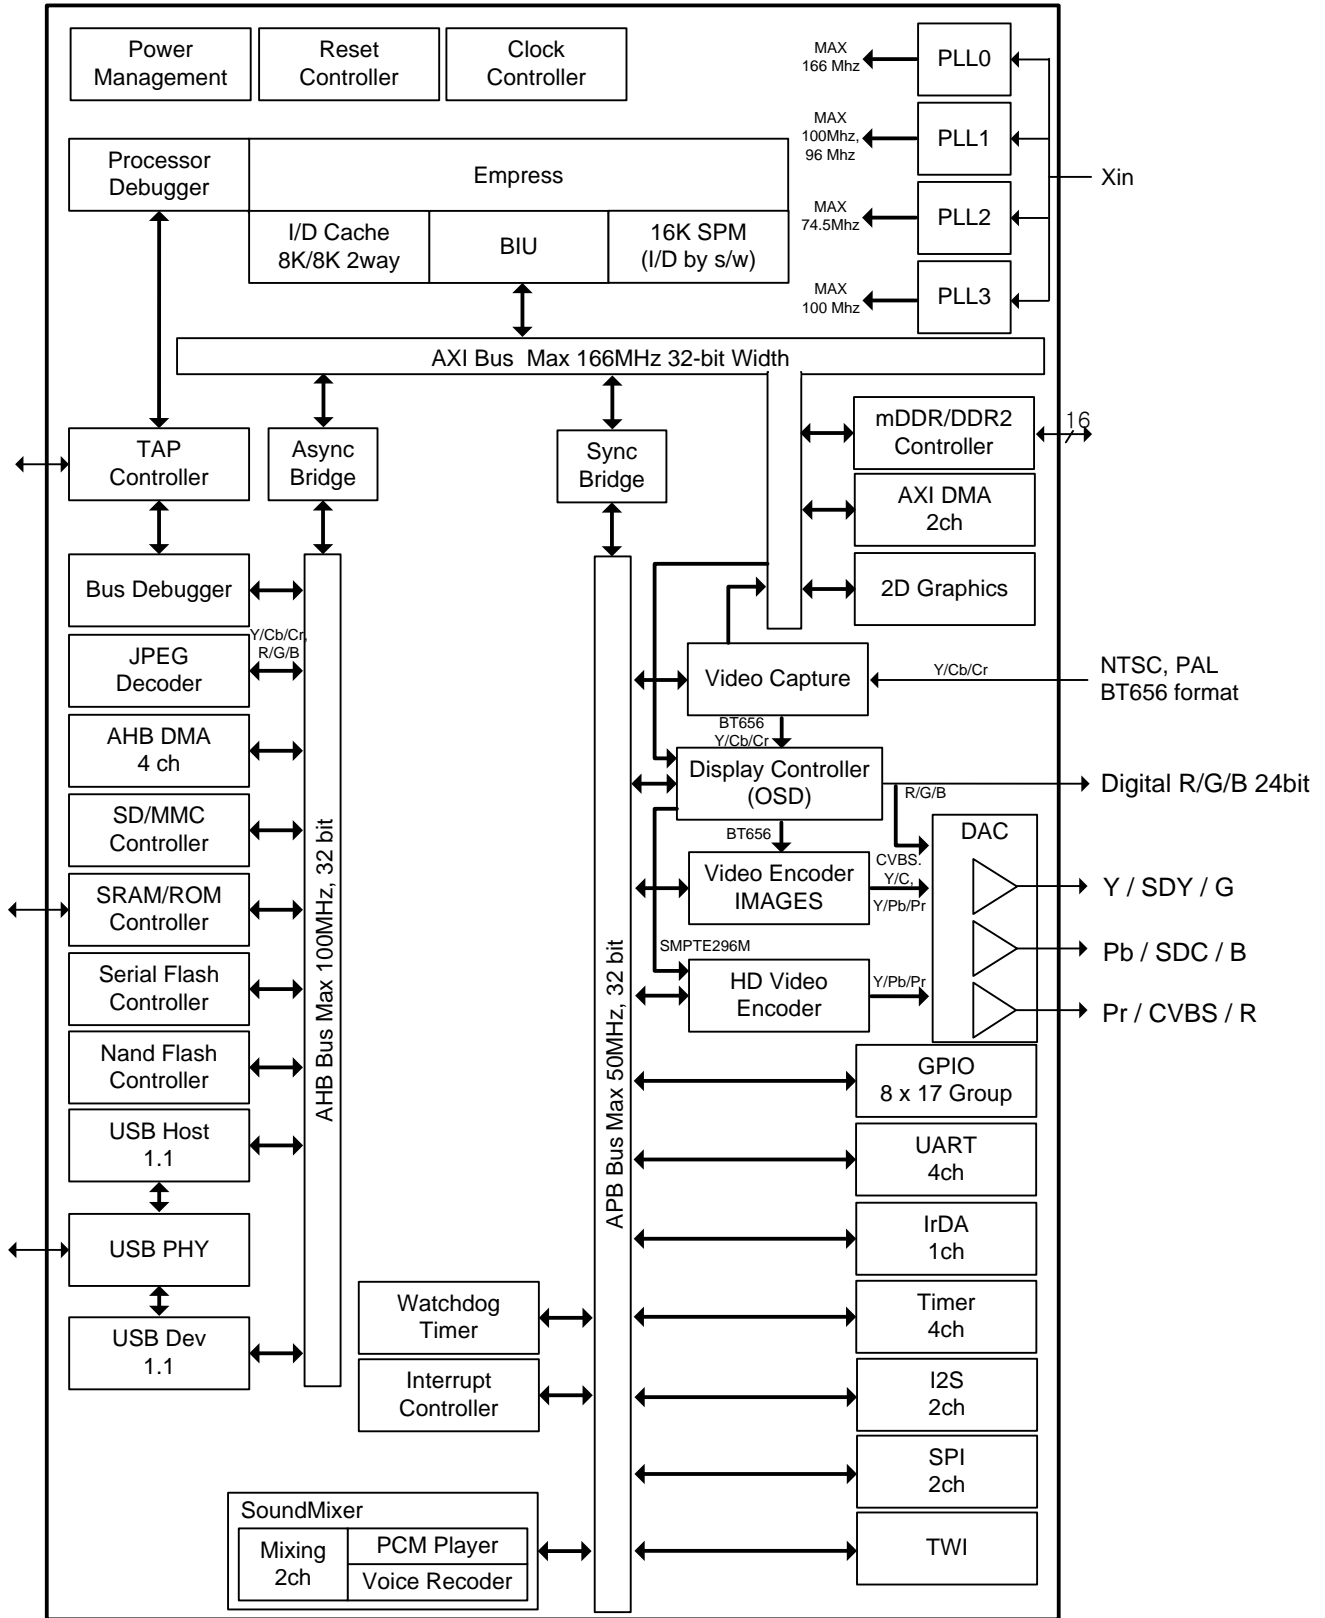 Power
Management
Reset
Controller
Clock
Controller
MAX
166 Mhz
PLL0
MAX
100Mhz,
96 Mhz
PLL1
Xin
MAX
74.5Mhz
PLL2
MAX
100 Mhz
PLL3
Processor
Debugger
Empress
I/D Cache
8K/8K 2way
BIU
16K SPM
(I/D by s/w)
AXI Bus  Max 166MHz 32-bit Width
TAP
Controller
Async
Bridge
Sync
Bridge
mDDR/DDR2
Controller
16
AXI DMA
2ch
2D Graphics
Bus Debugger
Y/Cb/Cr,
R/G/B
JPEG
Decoder
AHB DMA
4 ch
SD/MMC
Controller
SRAM/ROM
Controller
Serial Flash
Controller
Nand Flash
Controller
USB Host
1.1
USB PHY
USB Dev
1.1
AHB Bus Max 100MHz, 32 bit
APB Bus Max 50MHz, 32 bit
Video Capture
Y/Cb/Cr
NTSC, PAL
BT656 format
BT656
Y/Cb/Cr
Display Controller
(OSD)
R/G/B
Digital R/G/B 24bit
BT656
Video Encoder
IMAGES
CVBS.
Y/C,
Y/Pb/Pr
DAC
Y / SDY / G
Pb / SDC / B
Pr / CVBS / R
SMPTE296M
HD Video
Encoder
Y/Pb/Pr
GPIO
8 x 17 Group
UART
4ch
IrDA
1ch
Timer
4ch
I2S
2ch
SPI
2ch
TWI
Watchdog
Timer
Interrupt
Controller
SoundMixer
Mixing
2ch
PCM Player
Voice Recoder